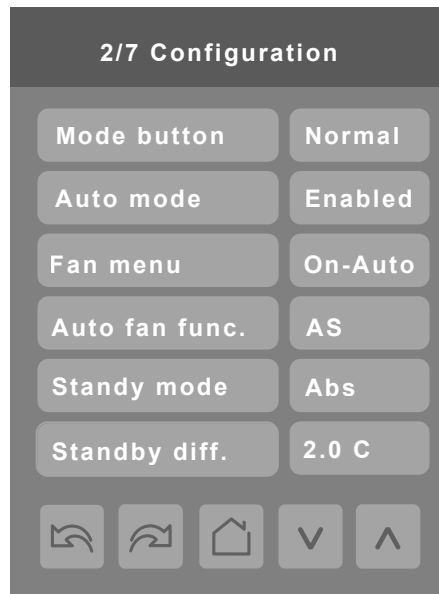 2/7 Configuration
Mode button Normal
Auto mode Enabled
Fan menu On-Auto
Auto fan func. AS
Standy mode Abs
Standby diff. 2.0 C